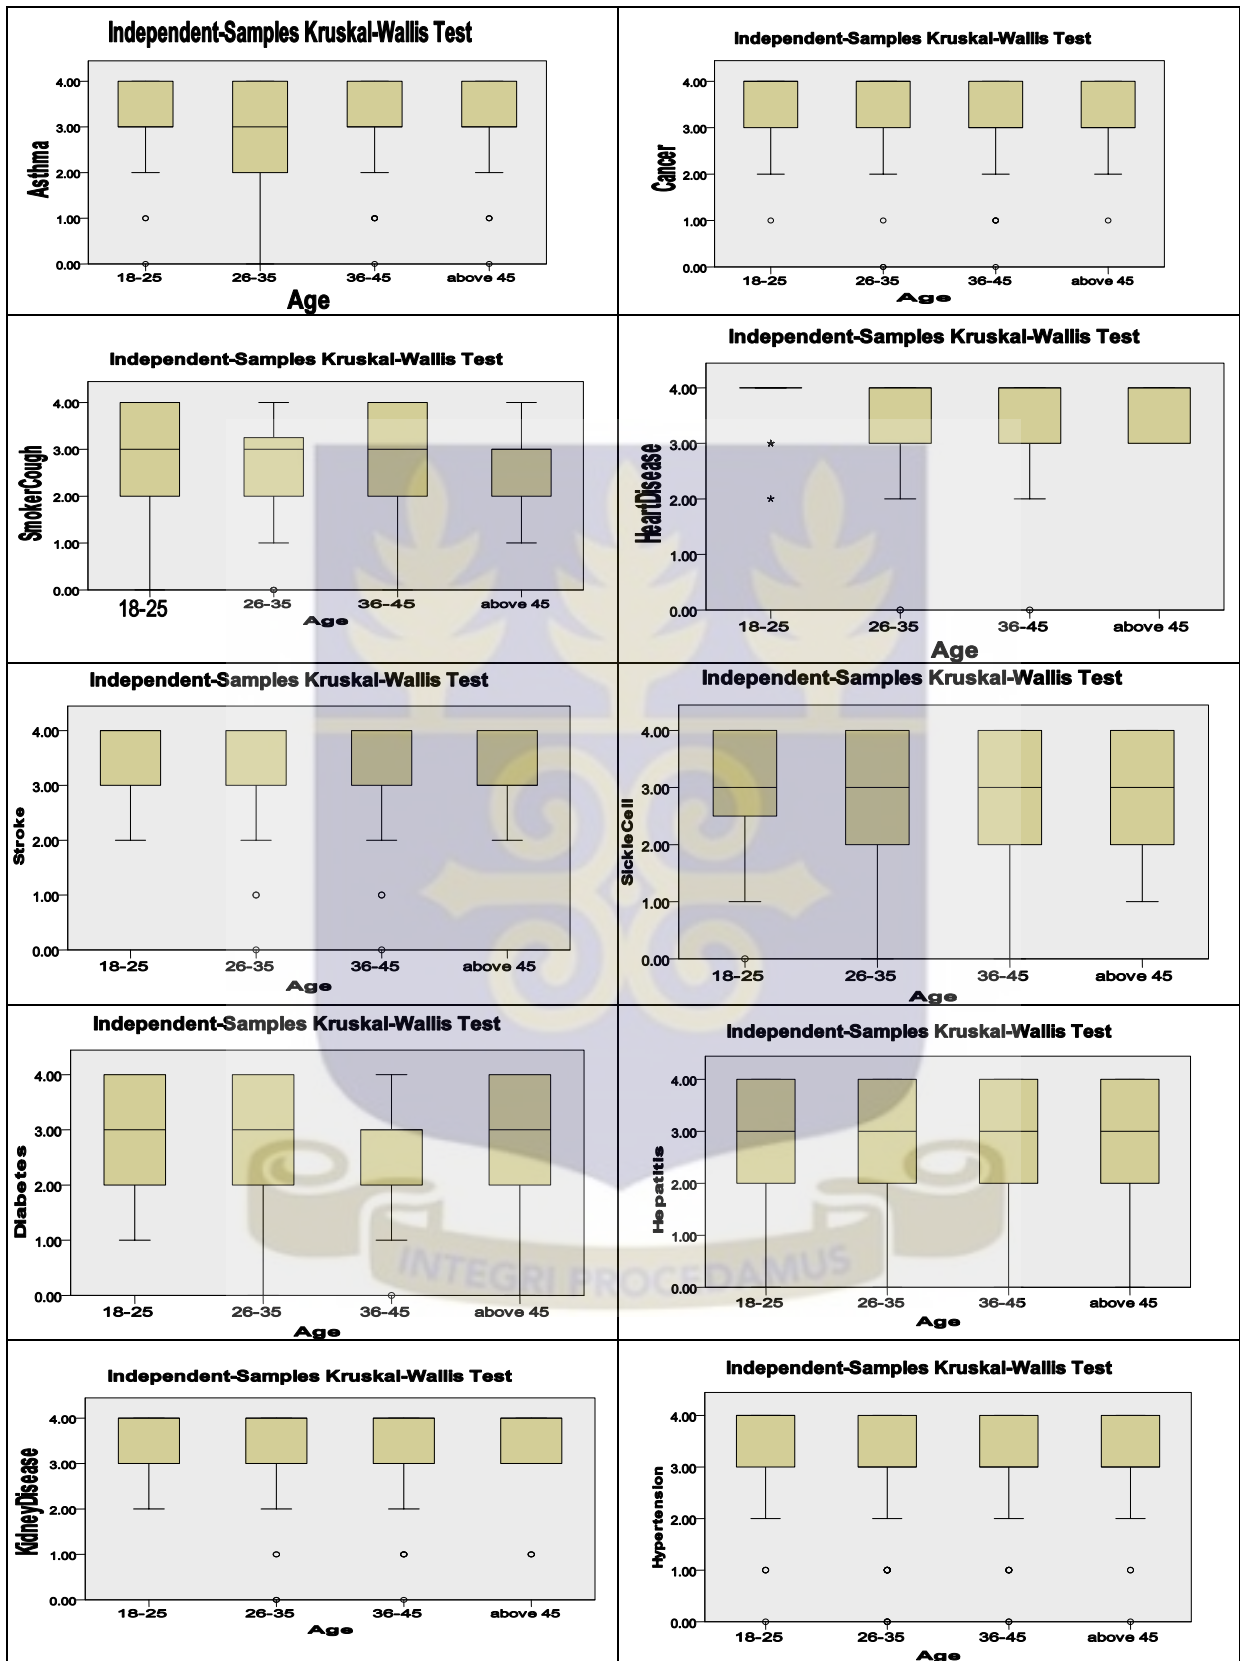 Independent-Samples Kruskal-Wallis Test
4.00
3.00
2.00
1.00
0.00
Asthma
18-25 26-35 36-45 above 45
Age
Independent-Samples Kruskal-Wallis Test
4.00
3.00
2.00
1.00
0.00
Cancer
18-25 26-35 36-45 above 45
Age
Independent-Samples Kruskal-Wallis Test
4.00
3.00
2.00
1.00
0.00
SmokerCough
18-25 26-35 36-45 above 45
Age
Independent-Samples Kruskal-Wallis Test
4.00
3.00
2.00
1.00
0.00
HeartDisease
18-25 26-35 36-45 above 45
Age
Independent-Samples Kruskal-Wallis Test
4.00
3.00
2.00
1.00
0.00
Stroke
18-25 26-35 36-45 above 45
Age
Independent-Samples Kruskal-Wallis Test
4.00
3.00
2.00
1.00
0.00
SickleCell
18-25 26-35 36-45 above 45
Age
Independent-Samples Kruskal-Wallis Test
4.00
3.00
2.00
1.00
0.00
Diabetes
18-25 26-35 36-45 above 45
Age
Independent-Samples Kruskal-Wallis Test
4.00
3.00
2.00
1.00
0.00
Hepatitis
18-25 26-35 36-45 above 45
Age
INTEGRI PROCEDAMUS
Independent-Samples Kruskal-Wallis Test
4.00
3.00
2.00
1.00
0.00
KidneyDisease
18-25 26-35 36-45 above 45
Age
Independent-Samples Kruskal-Wallis Test
4.00
3.00
2.00
1.00
0.00
Hypertension
18-25 26-35 36-45 above 45
Age